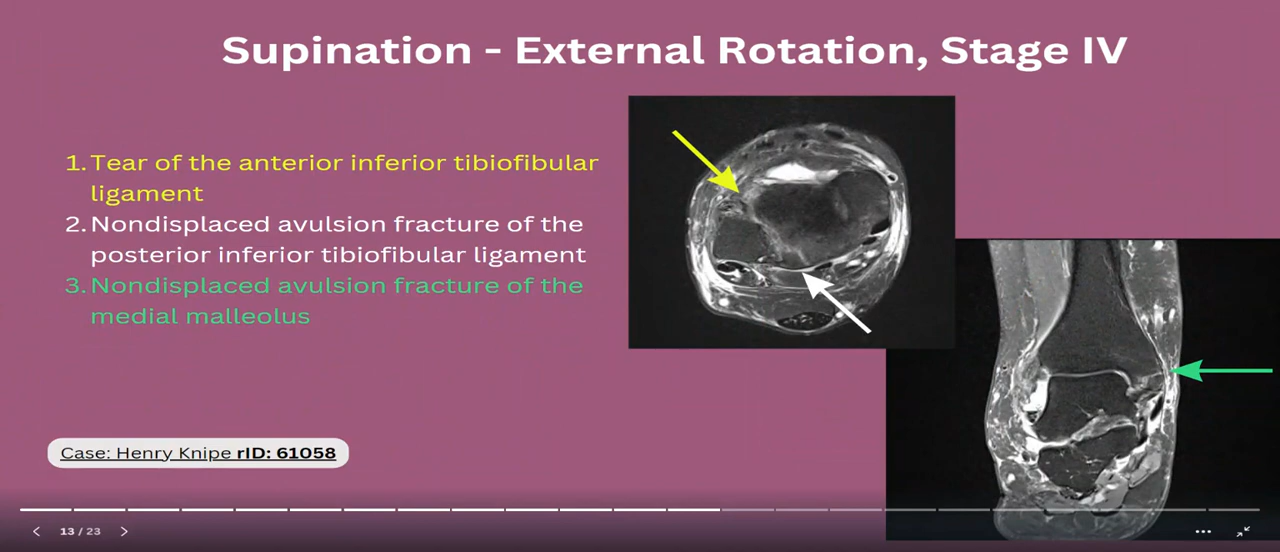 Supination - External Rotation, Stage IV
1. Tear of the anterior inferior tibiofibular
ligament
2. Nondisplaced avulsion fracture of the
posterior inferior tibiofibular ligament
3. Nondisplaced avulsion fracture of the
medial malleolus
Case: Henry Knipe rID: 61058
13 / 23